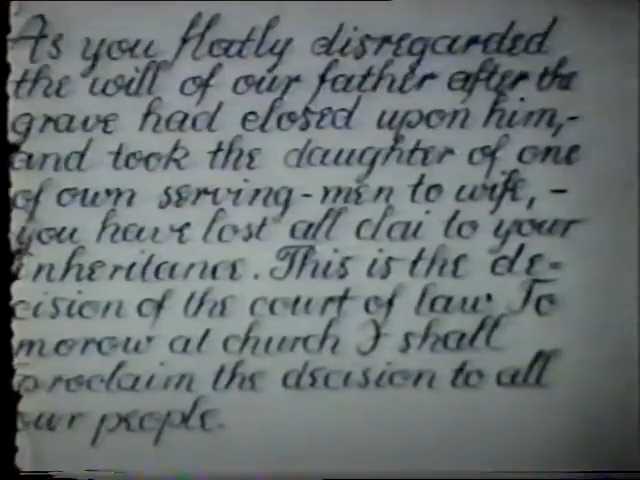 As you flatly disregarded
the will of our father after the
grave had closed upon him,-
and took the daughter of one
of own serving-men to wife, -
you have lost all clai to your
inheritance. This is the de-
cision of the court of law. To
morow at church I shall
proclaim the decision to all
our people.